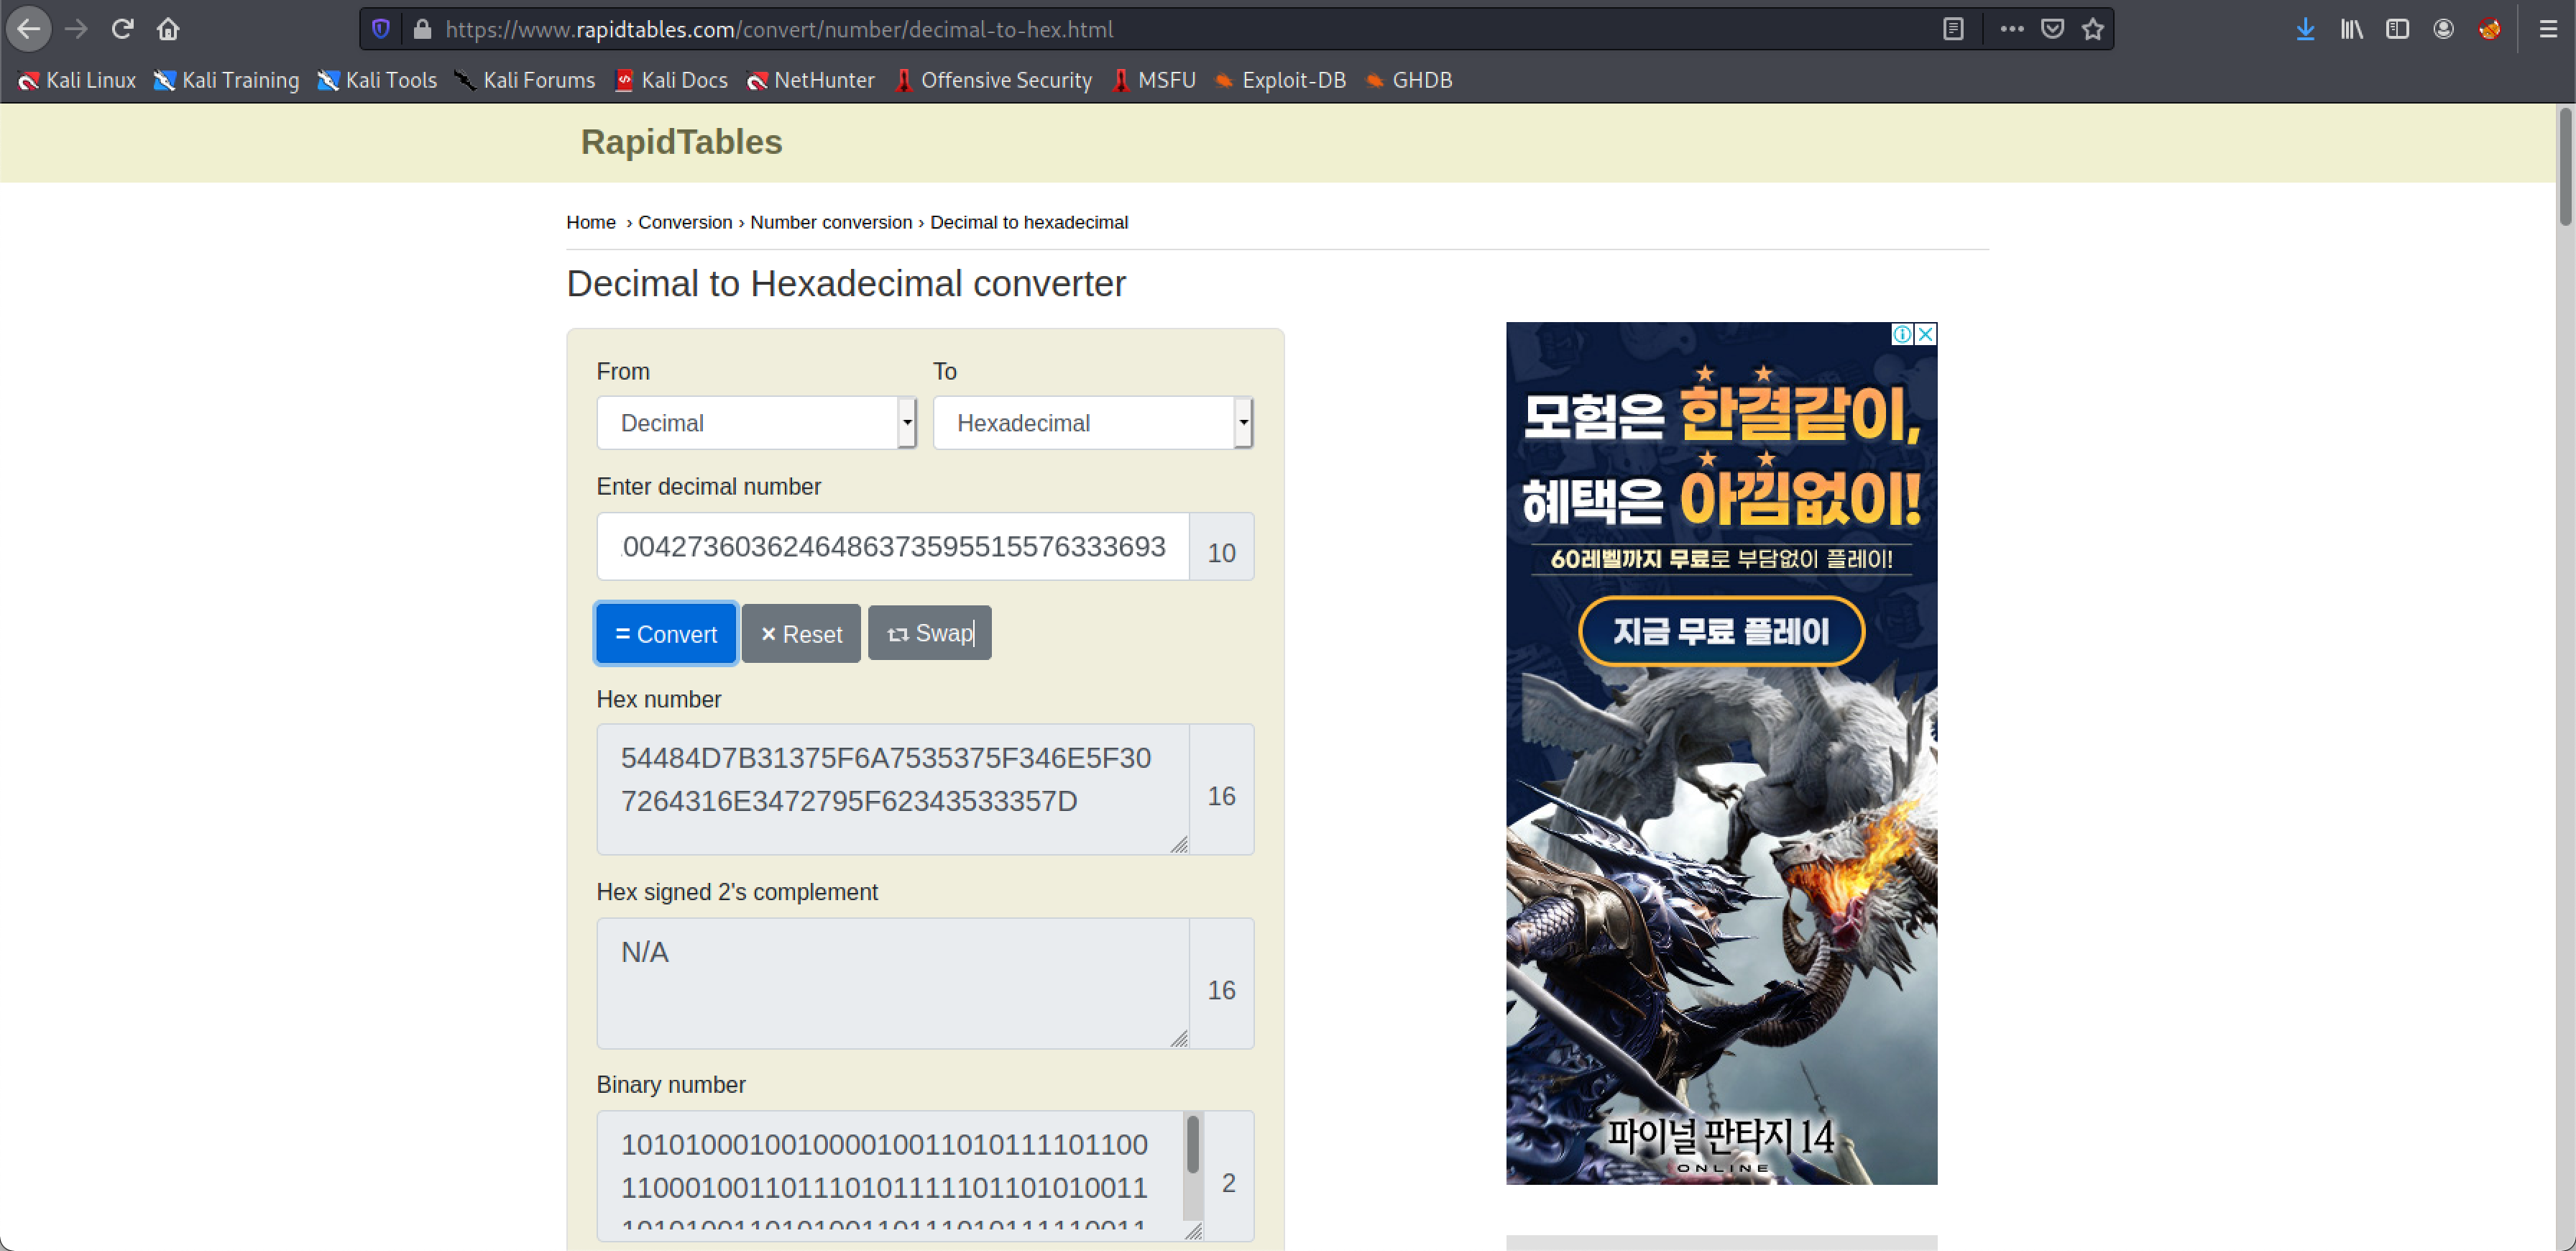 https://www.rapidtables.com/convert/number/decimal-to-hex.html
Kali Linux Kali Training Kali Tools Kali Forums Kali Docs NetHunter Offensive Security MSFU Exploit-DB GHDB
RapidTables
Home › Conversion › Number conversion › Decimal to hexadecimal
Decimal to Hexadecimal converter
From To
Decimal Hexadecimal
Enter decimal number
004273603624648637359551557633​3693 10
= Convert × Reset Swap
Hex number
54484D7B31375F6A7535375F346E5F30
7264316E3472795F62343533357D
16
Hex signed 2's complement
N/A
16
Binary number
10101000100100001001101011110110​0
11000100110111010111110110101001​1
2
모험은 한결같이,
혜택은 아낌없이!
60레벨까지 무료로 부담없이 플레이!
지금 무료 플레이
파이널 판타지 14
ONLINE